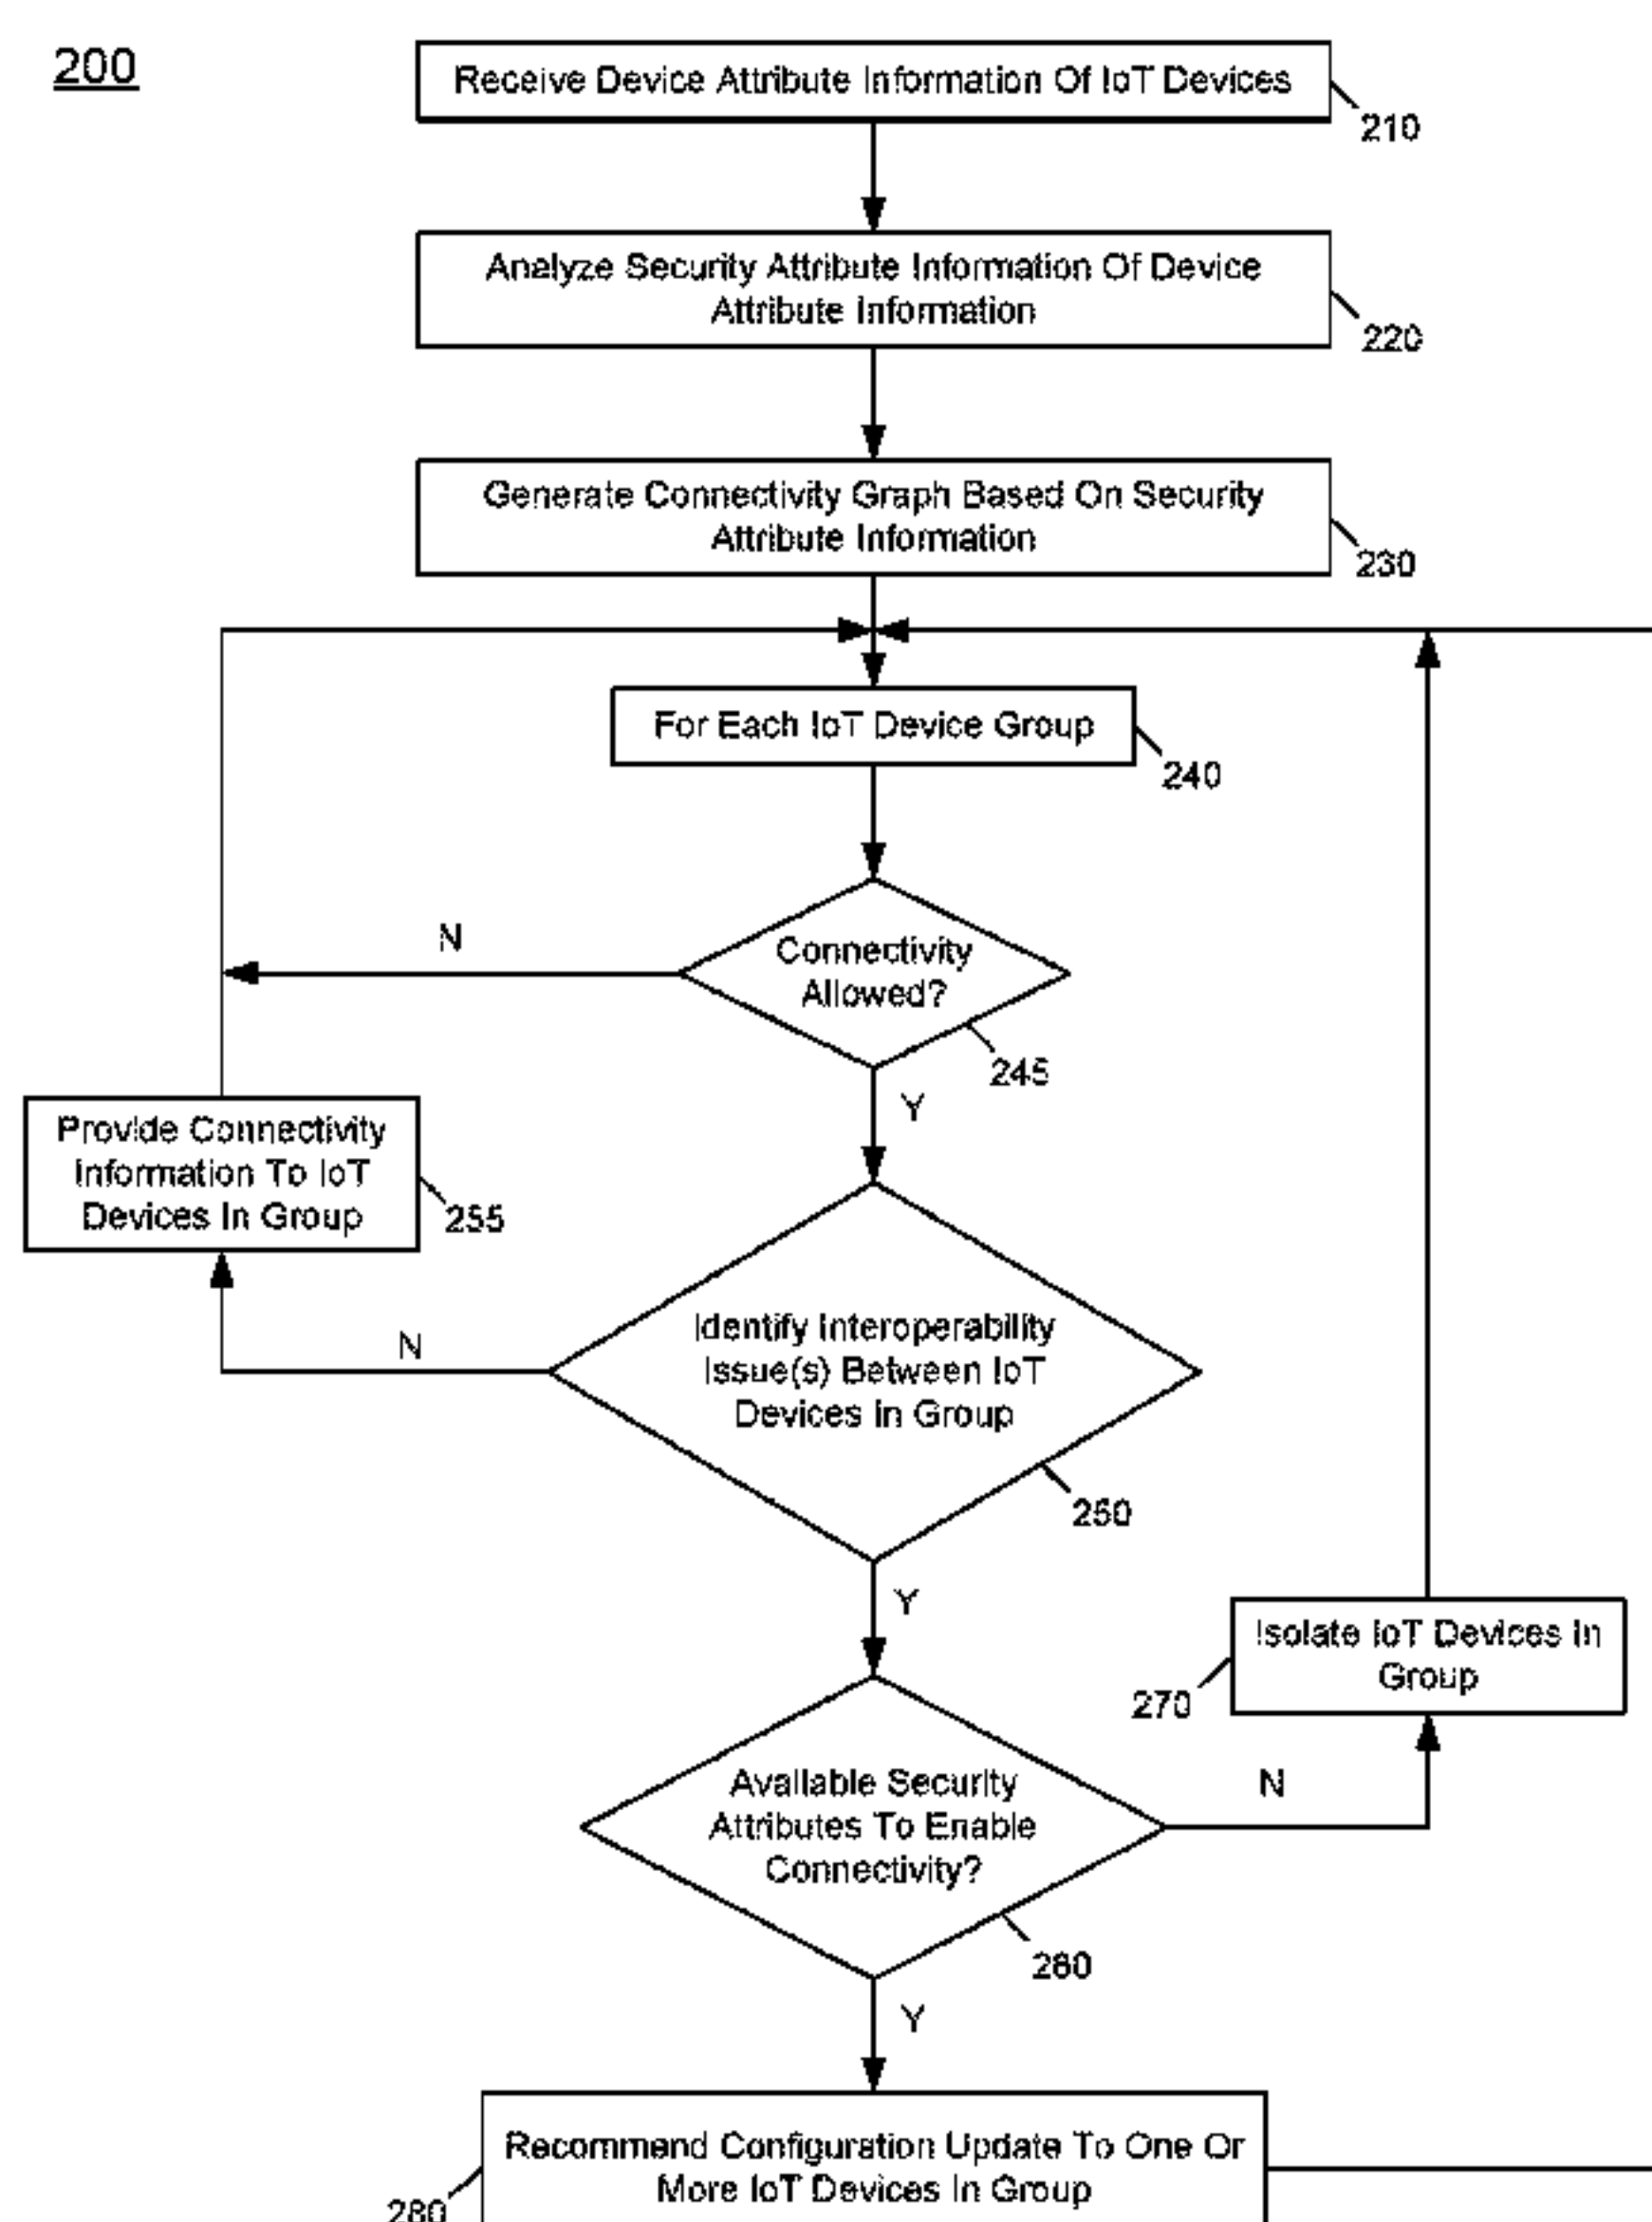 200
Receive Device Attribute Information Of IoT Devices
210
Analyze Security Attribute Information Of Device
Attribute Information
220
Generate Connectivity Graph Based On Security
Attribute Information
230
For Each IoT Device Group
240
Connectivity
Allowed?
N
245
Y
Provide Connectivity
Information To IoT
Devices In Group
255
Identify Interoperability
Issue(s) Between IoT
Devices in Group
N
250
Y
Isolate IoT Devices In
Group
270
Available Security
Attributes To Enable
Connectivity?
N
260
Y
Recommend Configuration Update To One Or
More IoT Devices In Group
280